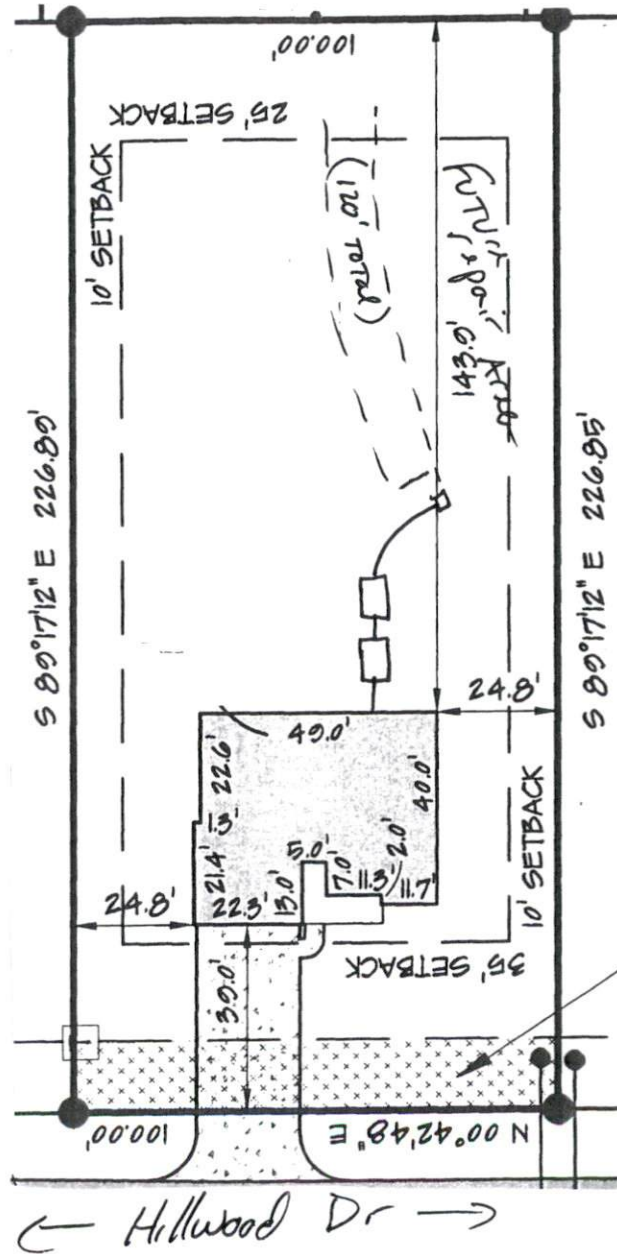 100.00'
25' SETBACK
10' SETBACK
(120' total)
143.0'
S 89°17'12" E 226.89'
S 89°17'12" E 226.85'
24.8'
49.0'
22.6'
1.3'
21.4'
40.0'
5.0'
2.0'
7.0'
11.3'
11.7'
13.0'
22.3'
24.8'
10' SETBACK
35' SETBACK
39.0'
100.00'
N 00°42'48" E
← Hillwood Dr →